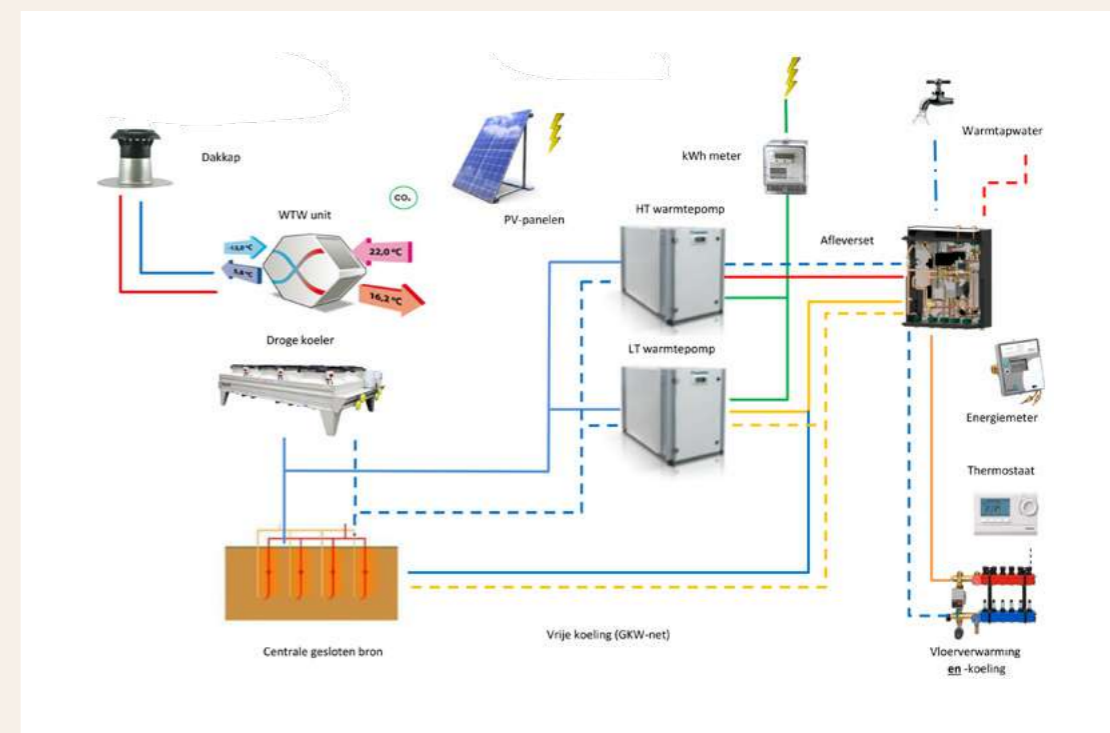 Dakkap
WTW unit
CO₂
22,0 °C
16,2 °C
PV-panelen
kWh meter
HT warmtepomp
Warmtapwater
Afleverset
Droge koeler
LT warmtepomp
Energiemeter
Thermostaat
Vrije koeling (GKW-net)
Centrale gesloten bron
Vloerverwarming
en -koeling